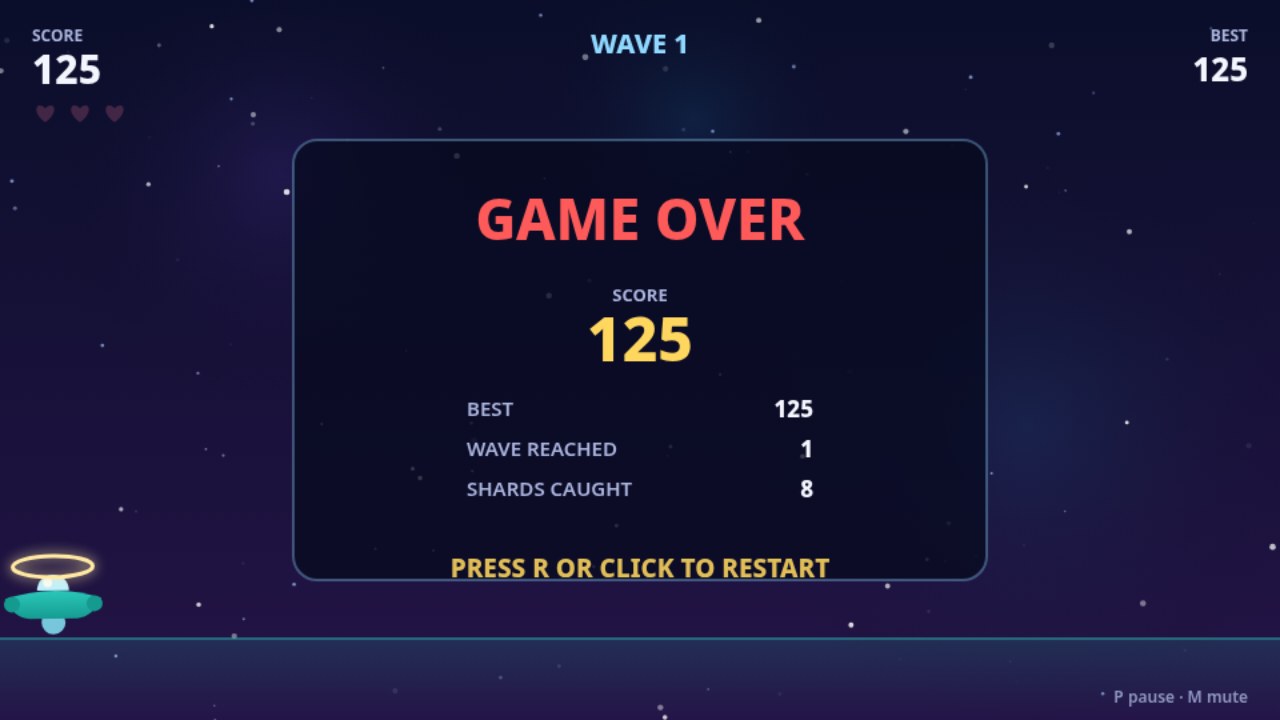 SCORE
125
WAVE 1
BEST
125
GAME OVER
SCORE
125
BEST 125
WAVE REACHED 1
SHARDS CAUGHT 8
PRESS R OR CLICK TO RESTART
P pause · M mute